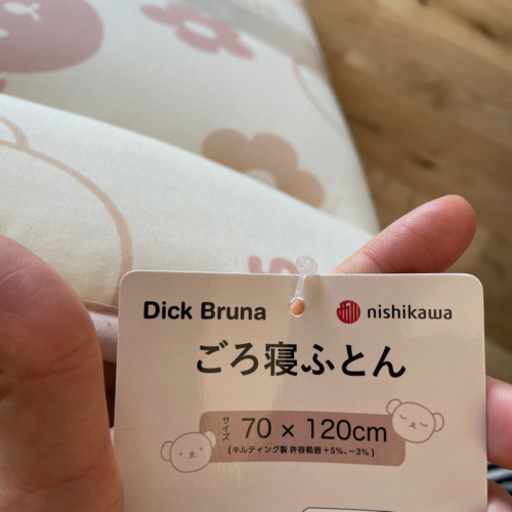 Dick Bruna
nishikawa
ごろ寝ふとん
サイズ
70 × 120cm
(キルティング製 許容範囲+5%、−3%)